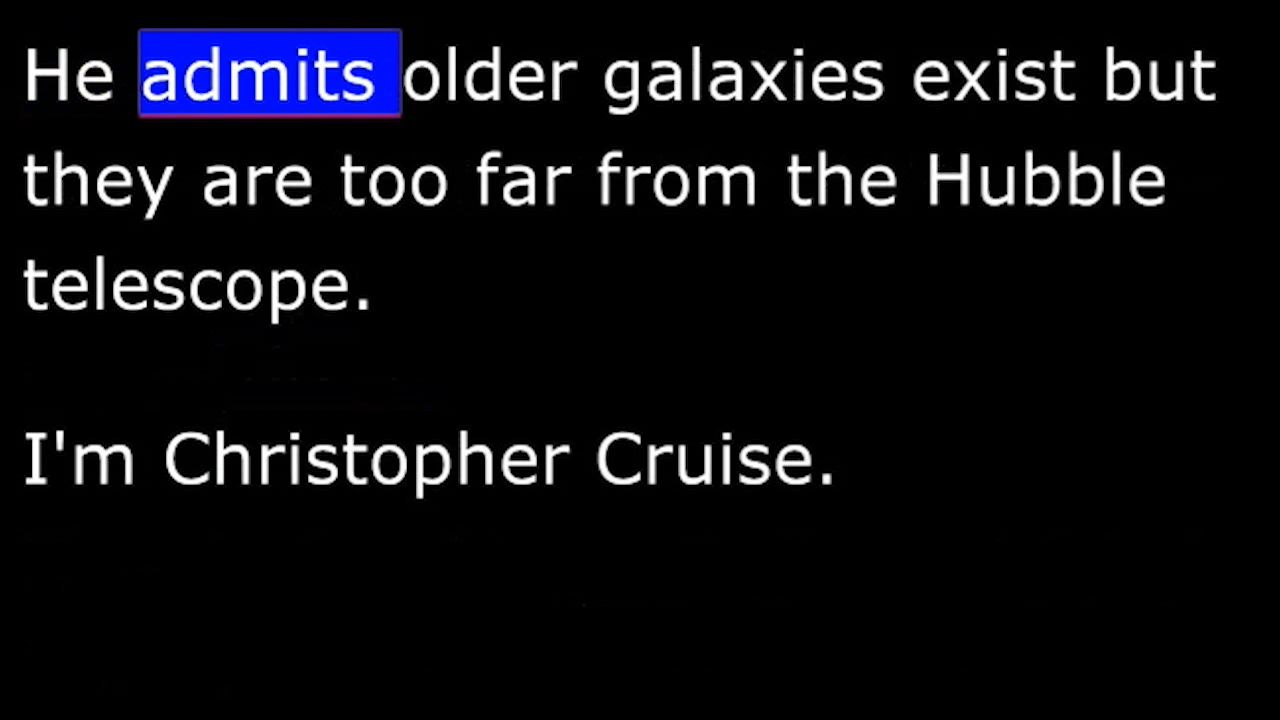 He admits older galaxies exist but
they are too far from the Hubble
telescope.
I'm Christopher Cruise.